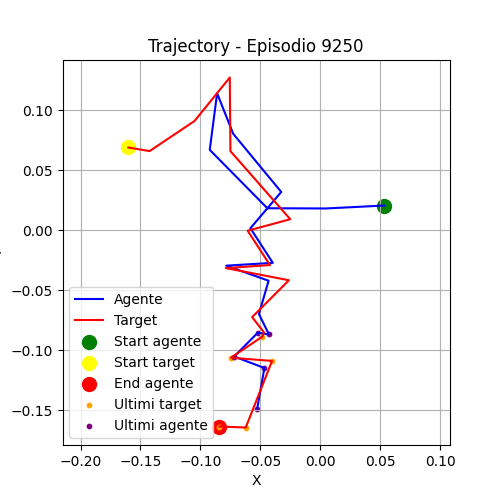 Trajectory - Episodio 9250
0.10
0.05
0.00
−0.05
−0.10
−0.15
Agente
Target
Start agente
Start target
End agente
Ultimi target
Ultimi agente
−0.20 −0.15 −0.10 −0.05 0.00 0.05 0.10
X